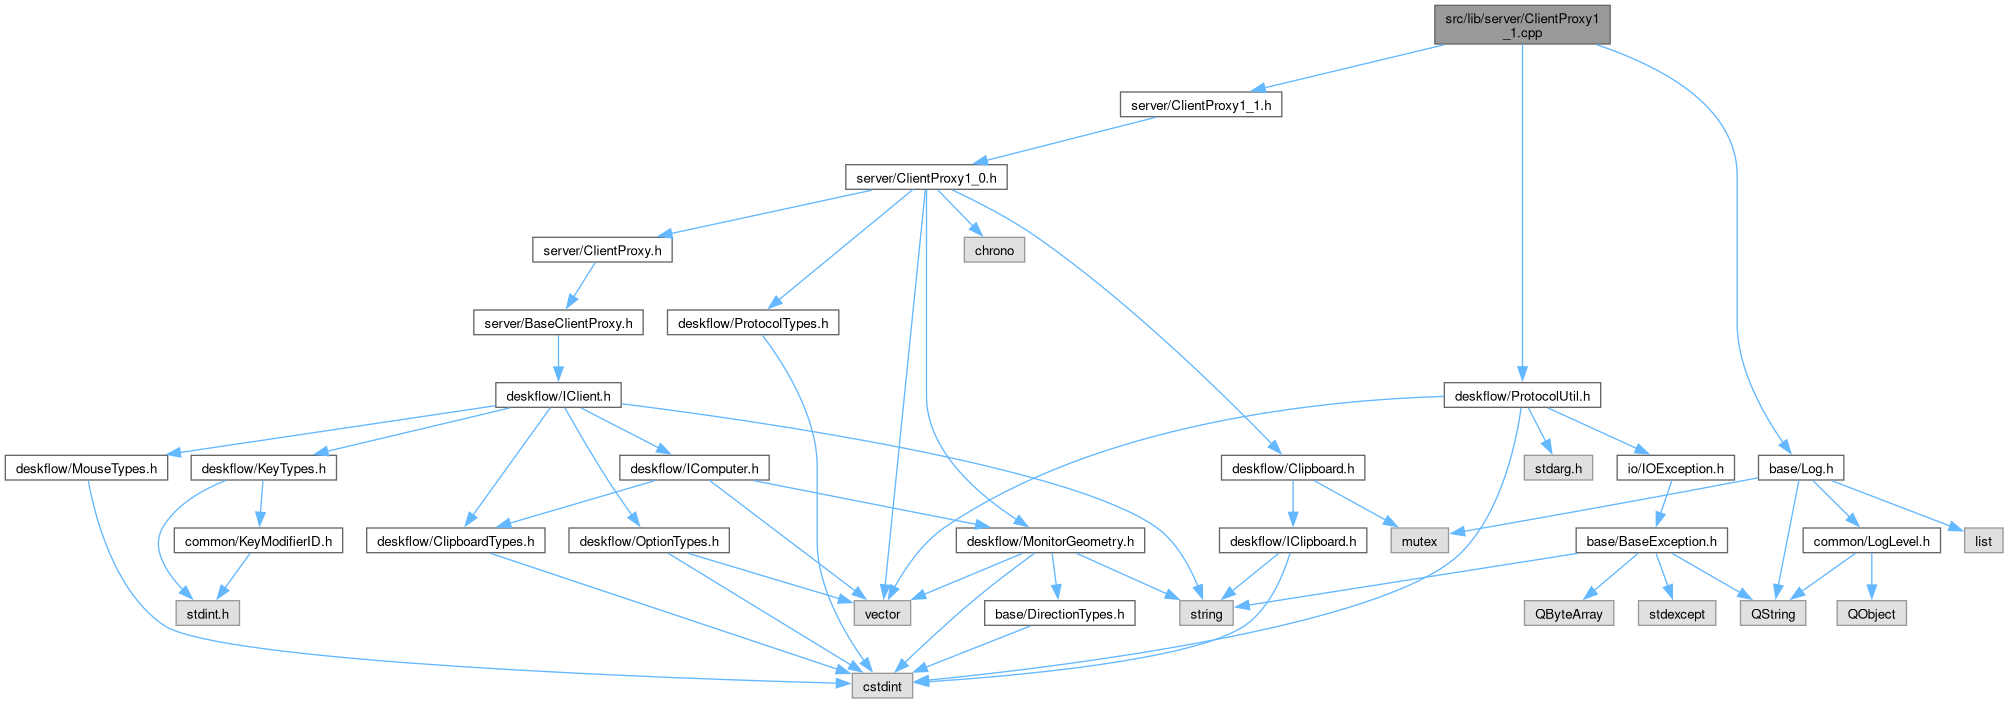 src/lib/server/ClientProxy1
_1.cpp
server/ClientProxy1_1.h
server/ClientProxy1_0.h
server/ClientProxy.h
chrono
server/BaseClientProxy.h
deskflow/ProtocolTypes.h
deskflow/IClient.h
deskflow/ProtocolUtil.h
deskflow/MouseTypes.h
deskflow/KeyTypes.h
deskflow/IComputer.h
deskflow/Clipboard.h
stdarg.h
io/IOException.h
base/Log.h
common/KeyModifierID.h
deskflow/ClipboardTypes.h
deskflow/OptionTypes.h
deskflow/MonitorGeometry.h
deskflow/IClipboard.h
mutex
base/BaseException.h
common/LogLevel.h
list
stdint.h
vector
base/DirectionTypes.h
string
QByteArray
stdexcept
QString
QObject
cstdint